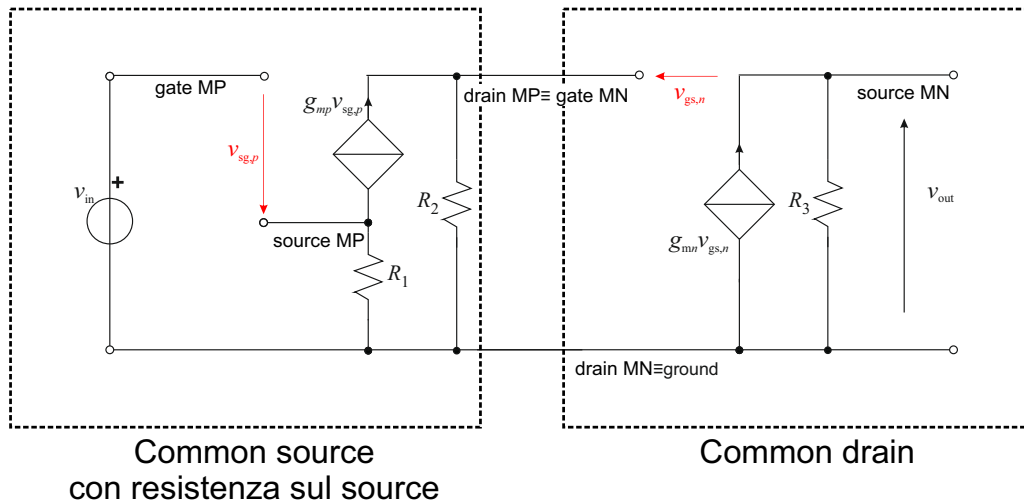 gate MP
g_mp v_sg,p
drain MP≡ gate MN
v_gs,n
source MN
v_sg,p
v_in
+
source MP
R_2
R_1
g_mn v_gs,n
R_3
v_out
drain MN≡ground
Common source
con resistenza sul source
Common drain